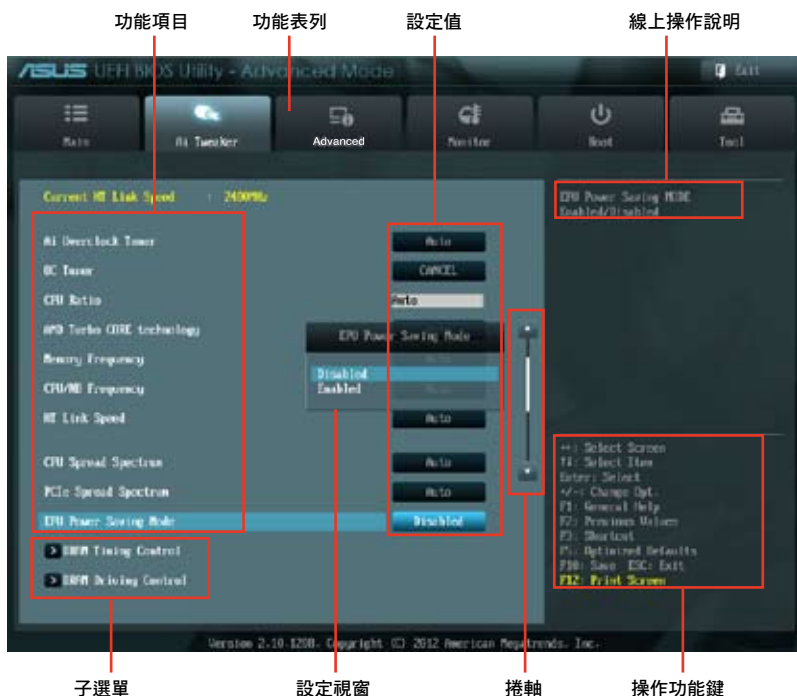 功能項目 功能表列 設定值 線上操作說明
ASUS UEFI BIOS Utility - Advanced Mode Exit
Main Ai Tweaker Advanced Monitor Boot Tool
Current HT Link Speed : 2400MHz
EPU Power Saving MODE
Enabled/Disabled
Ai Overclock Tuner Auto
OC Tuner CANCEL
CPU Ratio Auto
AMD Turbo CORE technology
EPU Power Saving Mode
Memory Frequency
Disabled
Enabled
CPU/NB Frequency
HT Link Speed Auto
CPU Spread Spectrum Auto
PCIe Spread Spectrum Auto
EPU Power Saving Mode Disabled
DRAM Timing Control
DRAM Driving Control
→←: Select Screen
↑↓: Select Item
Enter: Select
+/-: Change Opt.
F1: General Help
F2: Previous Values
F3: Shortcut
F5: Optimized Defaults
F10: Save ESC: Exit
F12: Print Screen
Version 2.10.1208. Copyright (C) 2012 American Megatrends, Inc.
子選單 設定視窗 捲軸 操作功能鍵